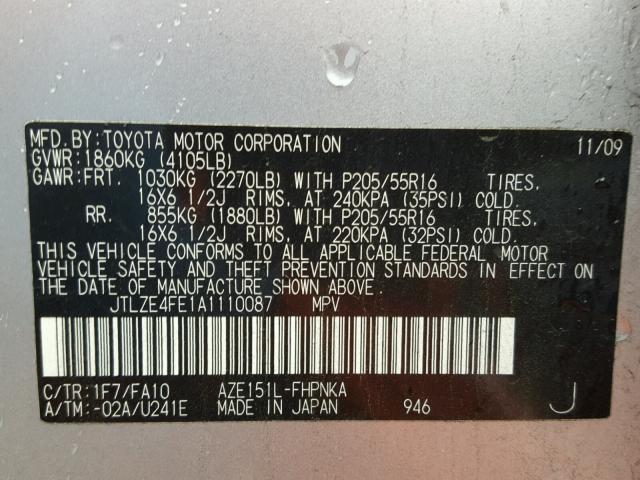 MFD.BY:TOYOTA MOTOR CORPORATION 11/09
GVWR:1860KG (4105LB)
GAWR:FRT. 1030KG (2270LB) WITH P205/55R16 TIRES,
16X6 1/2J RIMS, AT 240KPA (35PSI) COLD.
RR. 855KG (1880LB) WITH P205/55R16 TIRES,
16X6 1/2J RIMS, AT 220KPA (32PSI) COLD.
THIS VEHICLE CONFORMS TO ALL APPLICABLE FEDERAL MOTOR
VEHICLE SAFETY AND THEFT PREVENTION STANDARDS IN EFFECT ON
THE DATE OF MANUFACTURE SHOWN ABOVE.
JTLZE4FE1A1110087 MPV
C/TR:1F7/FA10 AZE151L-FHPNKA
A/TM:-02A/U241E MADE IN JAPAN 946 J